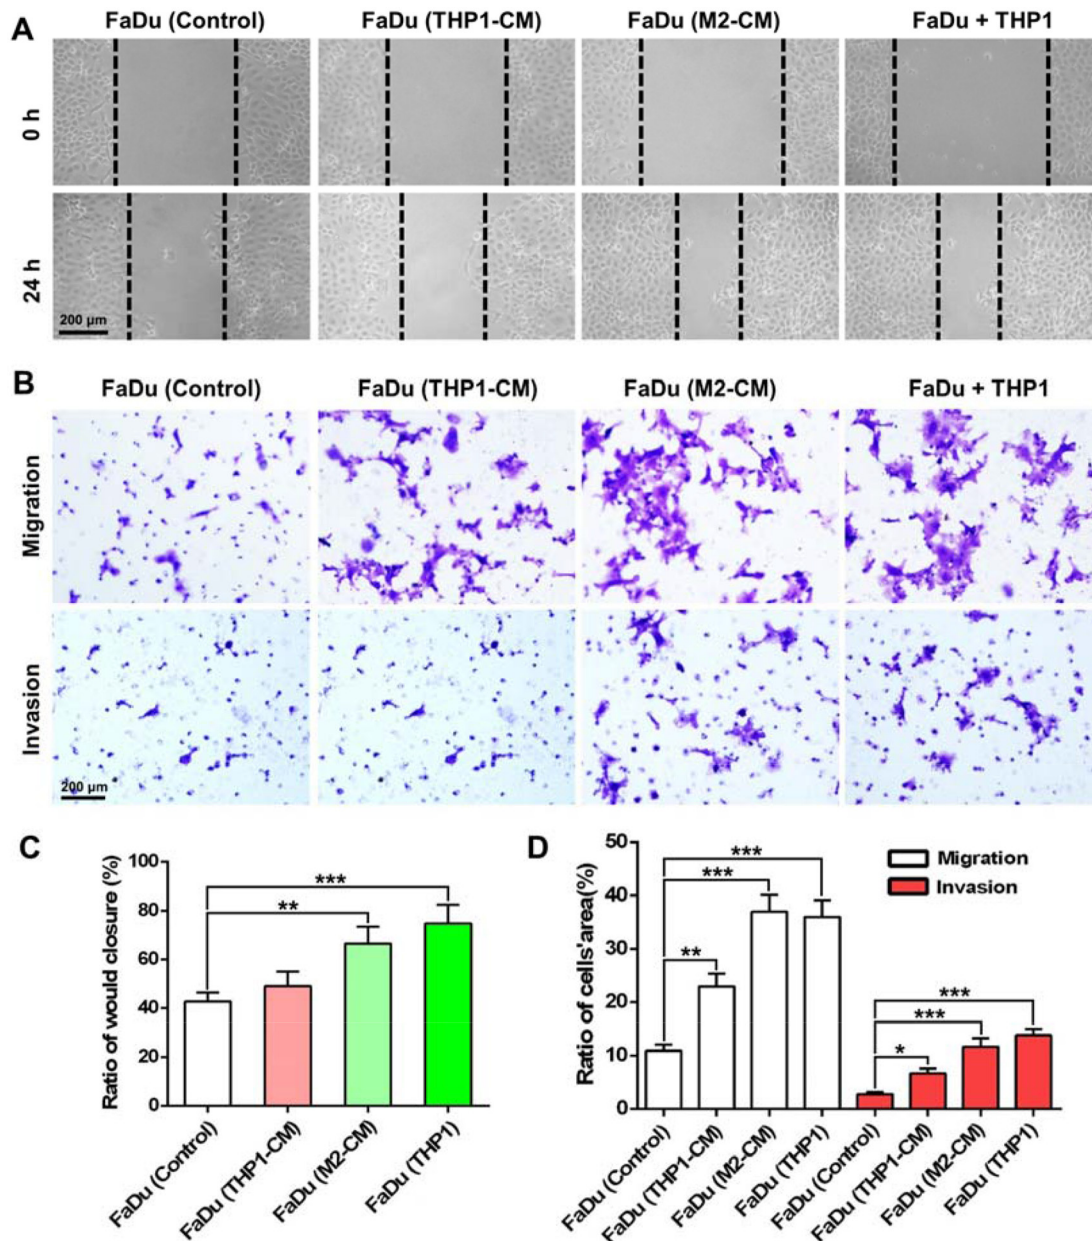 A
FaDu (Control) FaDu (THP1-CM) FaDu (M2-CM) FaDu + THP1
0 h
24 h
200 µm
B
FaDu (Control) FaDu (THP1-CM) FaDu (M2-CM) FaDu + THP1
Migration
Invasion
200 µm
C
Ratio of would closure (%)
100
80
60
40
20
0
***
**
FaDu (Control)
FaDu (THP1-CM)
FaDu (M2-CM)
FaDu (THP1)
D
Ratio of cells'area(%)
50
40
30
20
10
0
Migration
Invasion
***
***
**
***
***
*
FaDu (Control)
FaDu (THP1-CM)
FaDu (M2-CM)
FaDu (THP1)
FaDu (Control)
FaDu (THP1-CM)
FaDu (M2-CM)
FaDu (THP1)